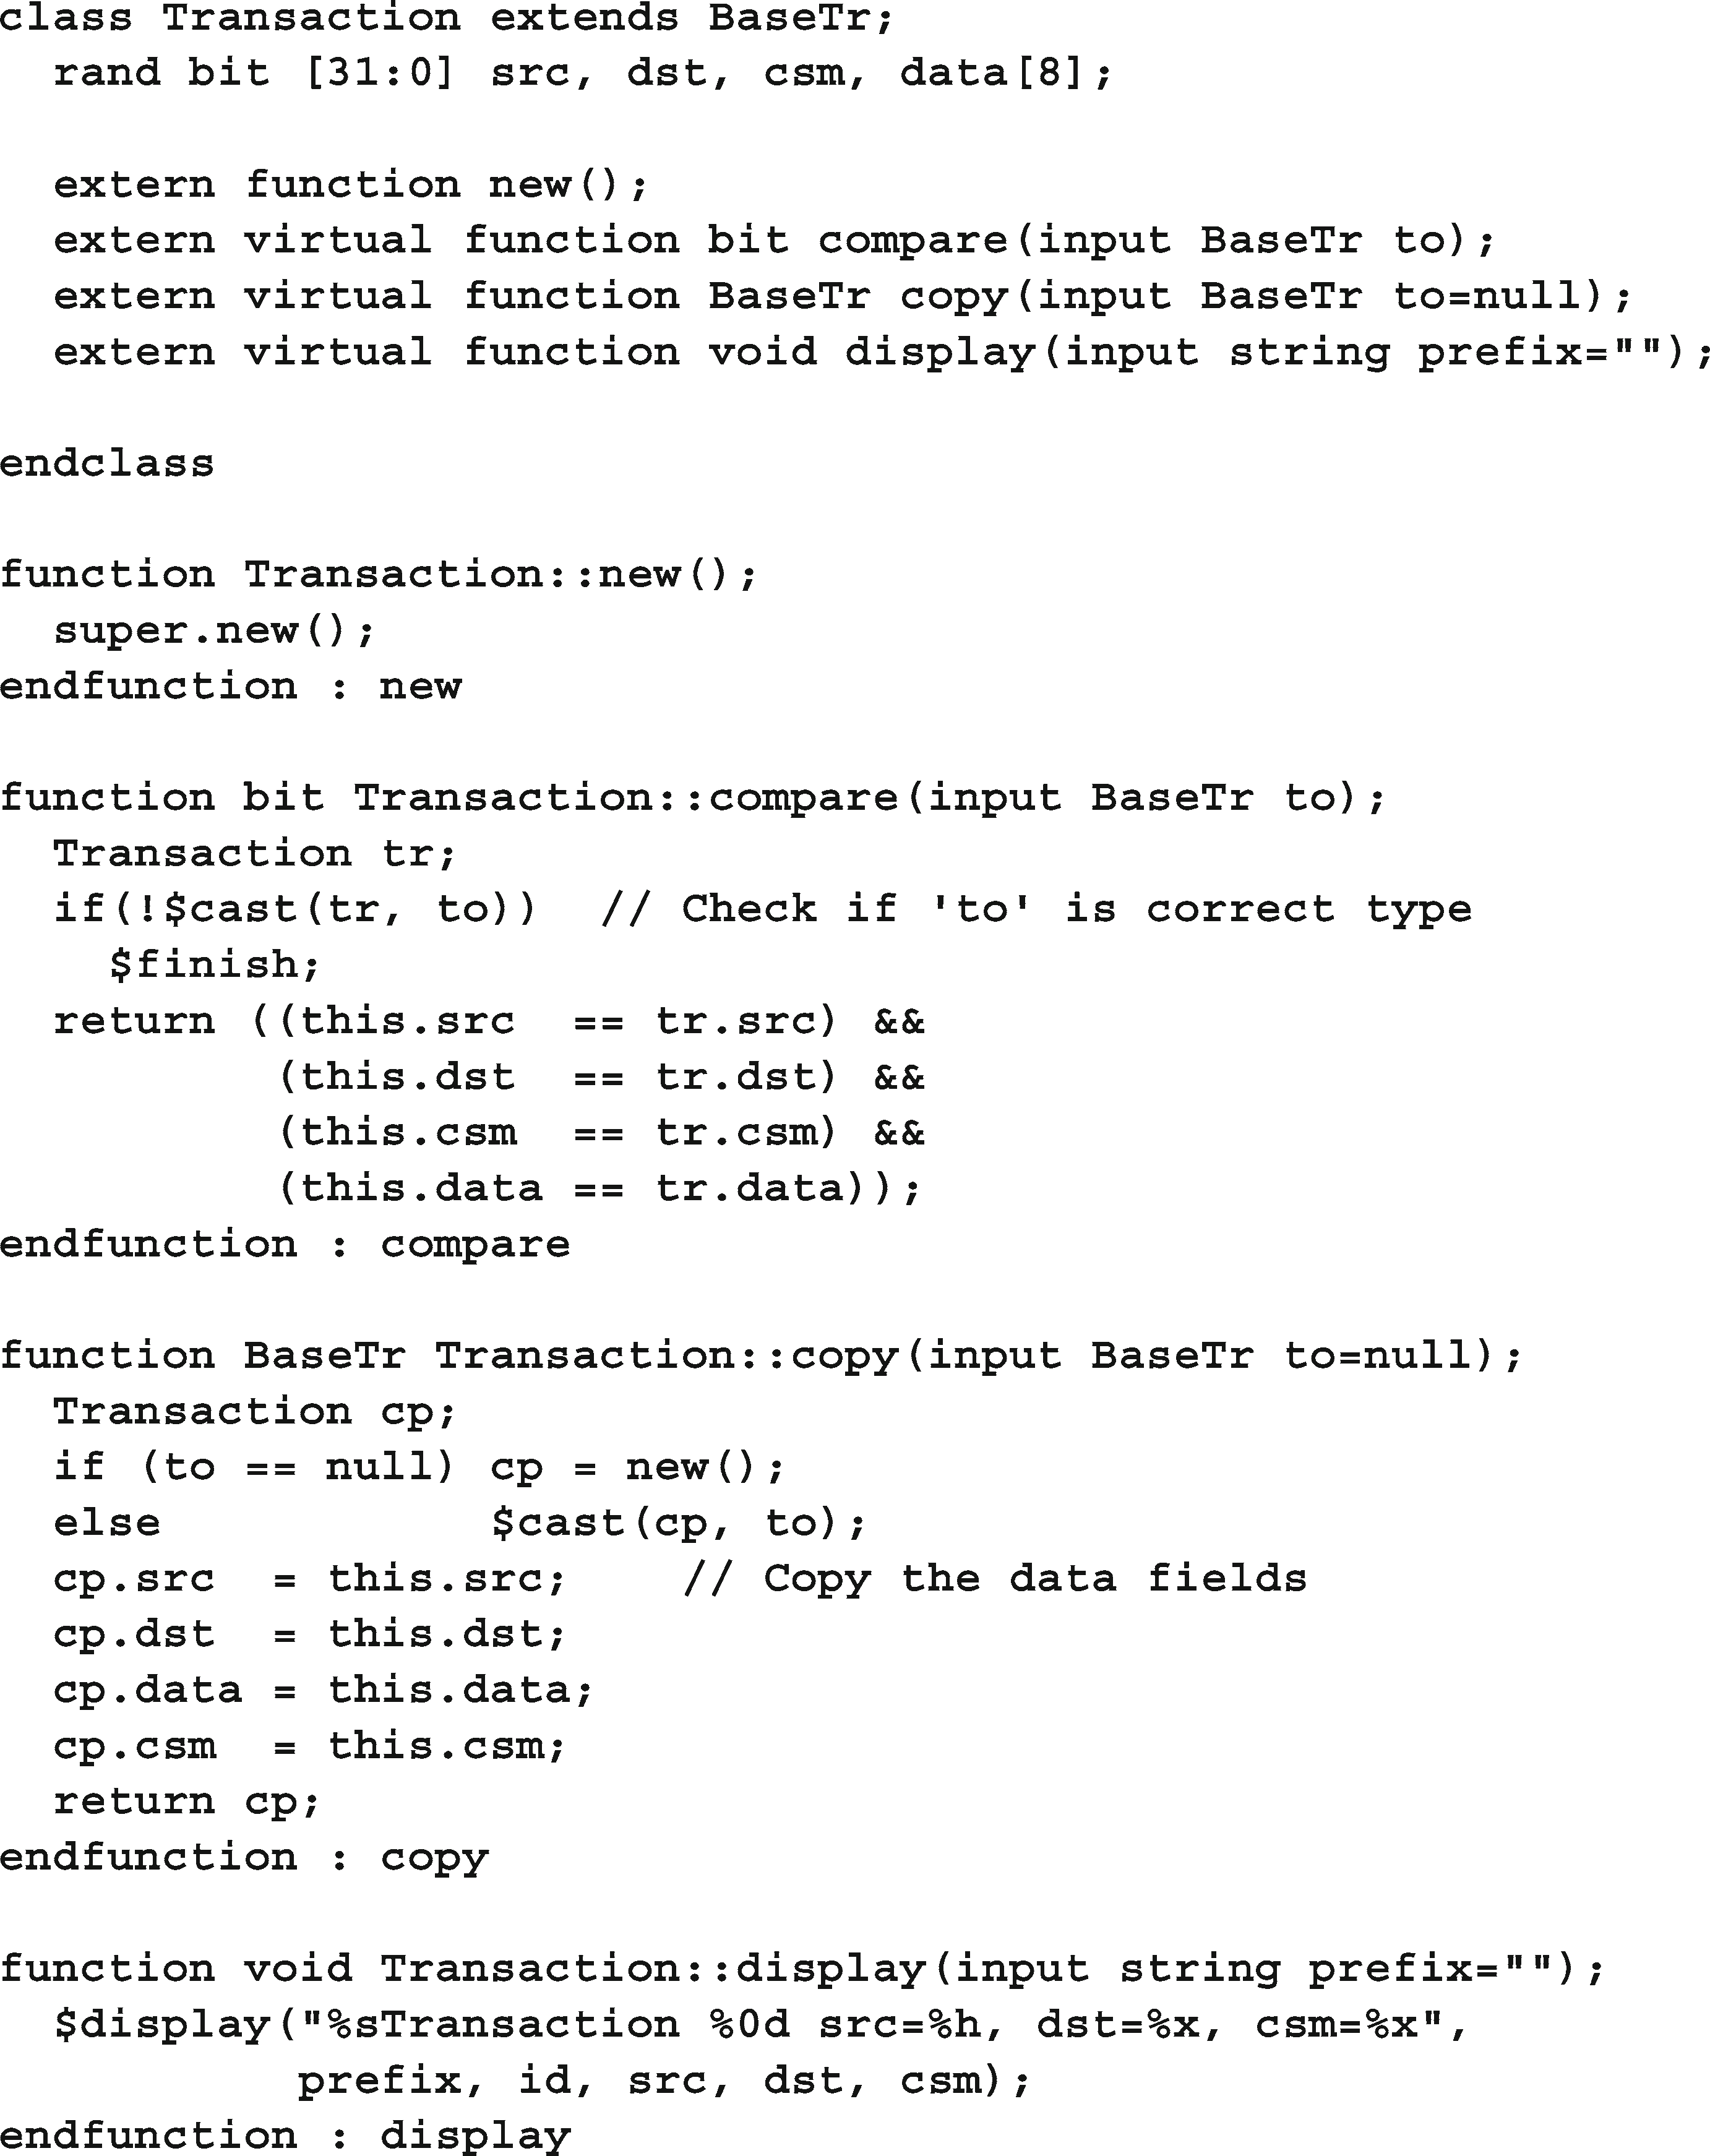 class Transaction extends BaseTr;
  rand bit [31:0] src, dst, csm, data[8];

  extern function new();
  extern virtual function bit compare(input BaseTr to);
  extern virtual function BaseTr copy(input BaseTr to=null);
  extern virtual function void display(input string prefix="");

endclass

function Transaction::new();
  super.new();
endfunction : new

function bit Transaction::compare(input BaseTr to);
  Transaction tr;
  if(!$cast(tr, to))  // Check if 'to' is correct type
    $finish;
  return ((this.src  == tr.src) &&
          (this.dst  == tr.dst) &&
          (this.csm  == tr.csm) &&
          (this.data == tr.data));
endfunction : compare

function BaseTr Transaction::copy(input BaseTr to=null);
  Transaction cp;
  if (to == null) cp = new();
  else            $cast(cp, to);
  cp.src  = this.src;    // Copy the data fields
  cp.dst  = this.dst;
  cp.data = this.data;
  cp.csm  = this.csm;
  return cp;
endfunction : copy

function void Transaction::display(input string prefix="");
  $display("%sTransaction %0d src=%h, dst=%x, csm=%x",
           prefix, id, src, dst, csm);
endfunction : display